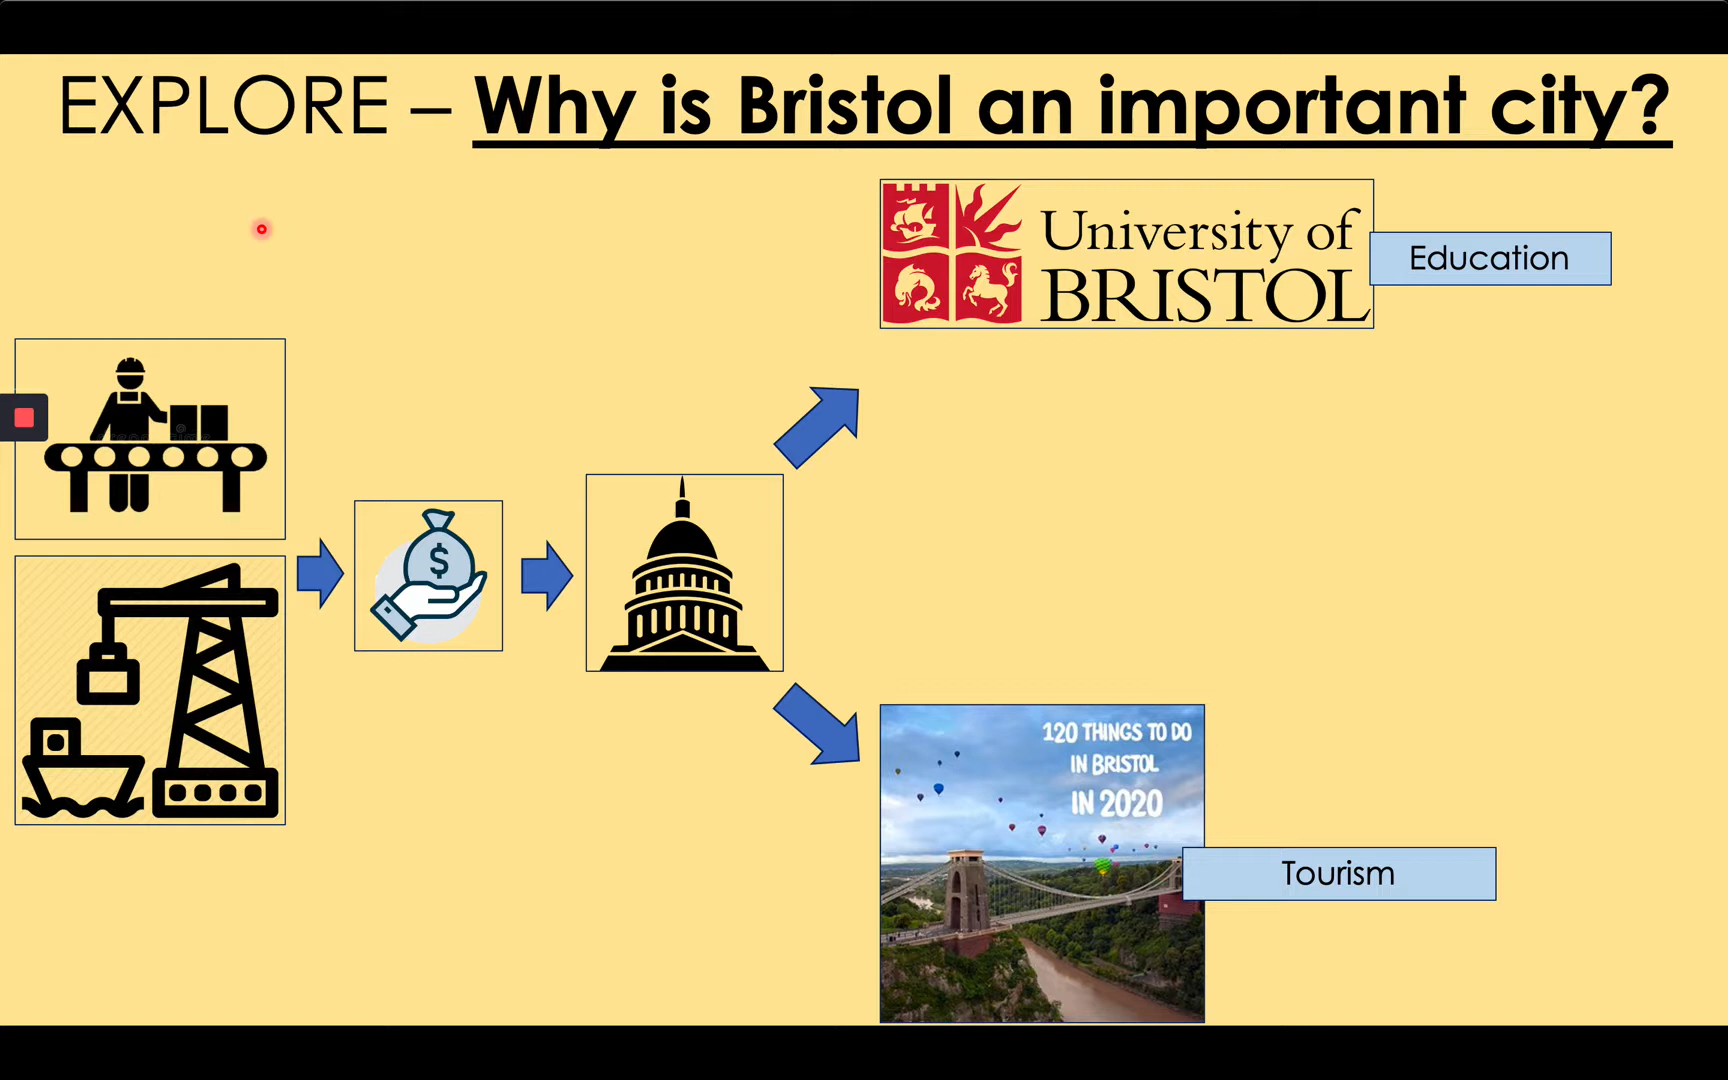 EXPLORE – Why is Bristol an important city?
University of
BRISTOL
Education
$
120 THINGS TO DO
IN BRISTOL
IN 2020
Tourism